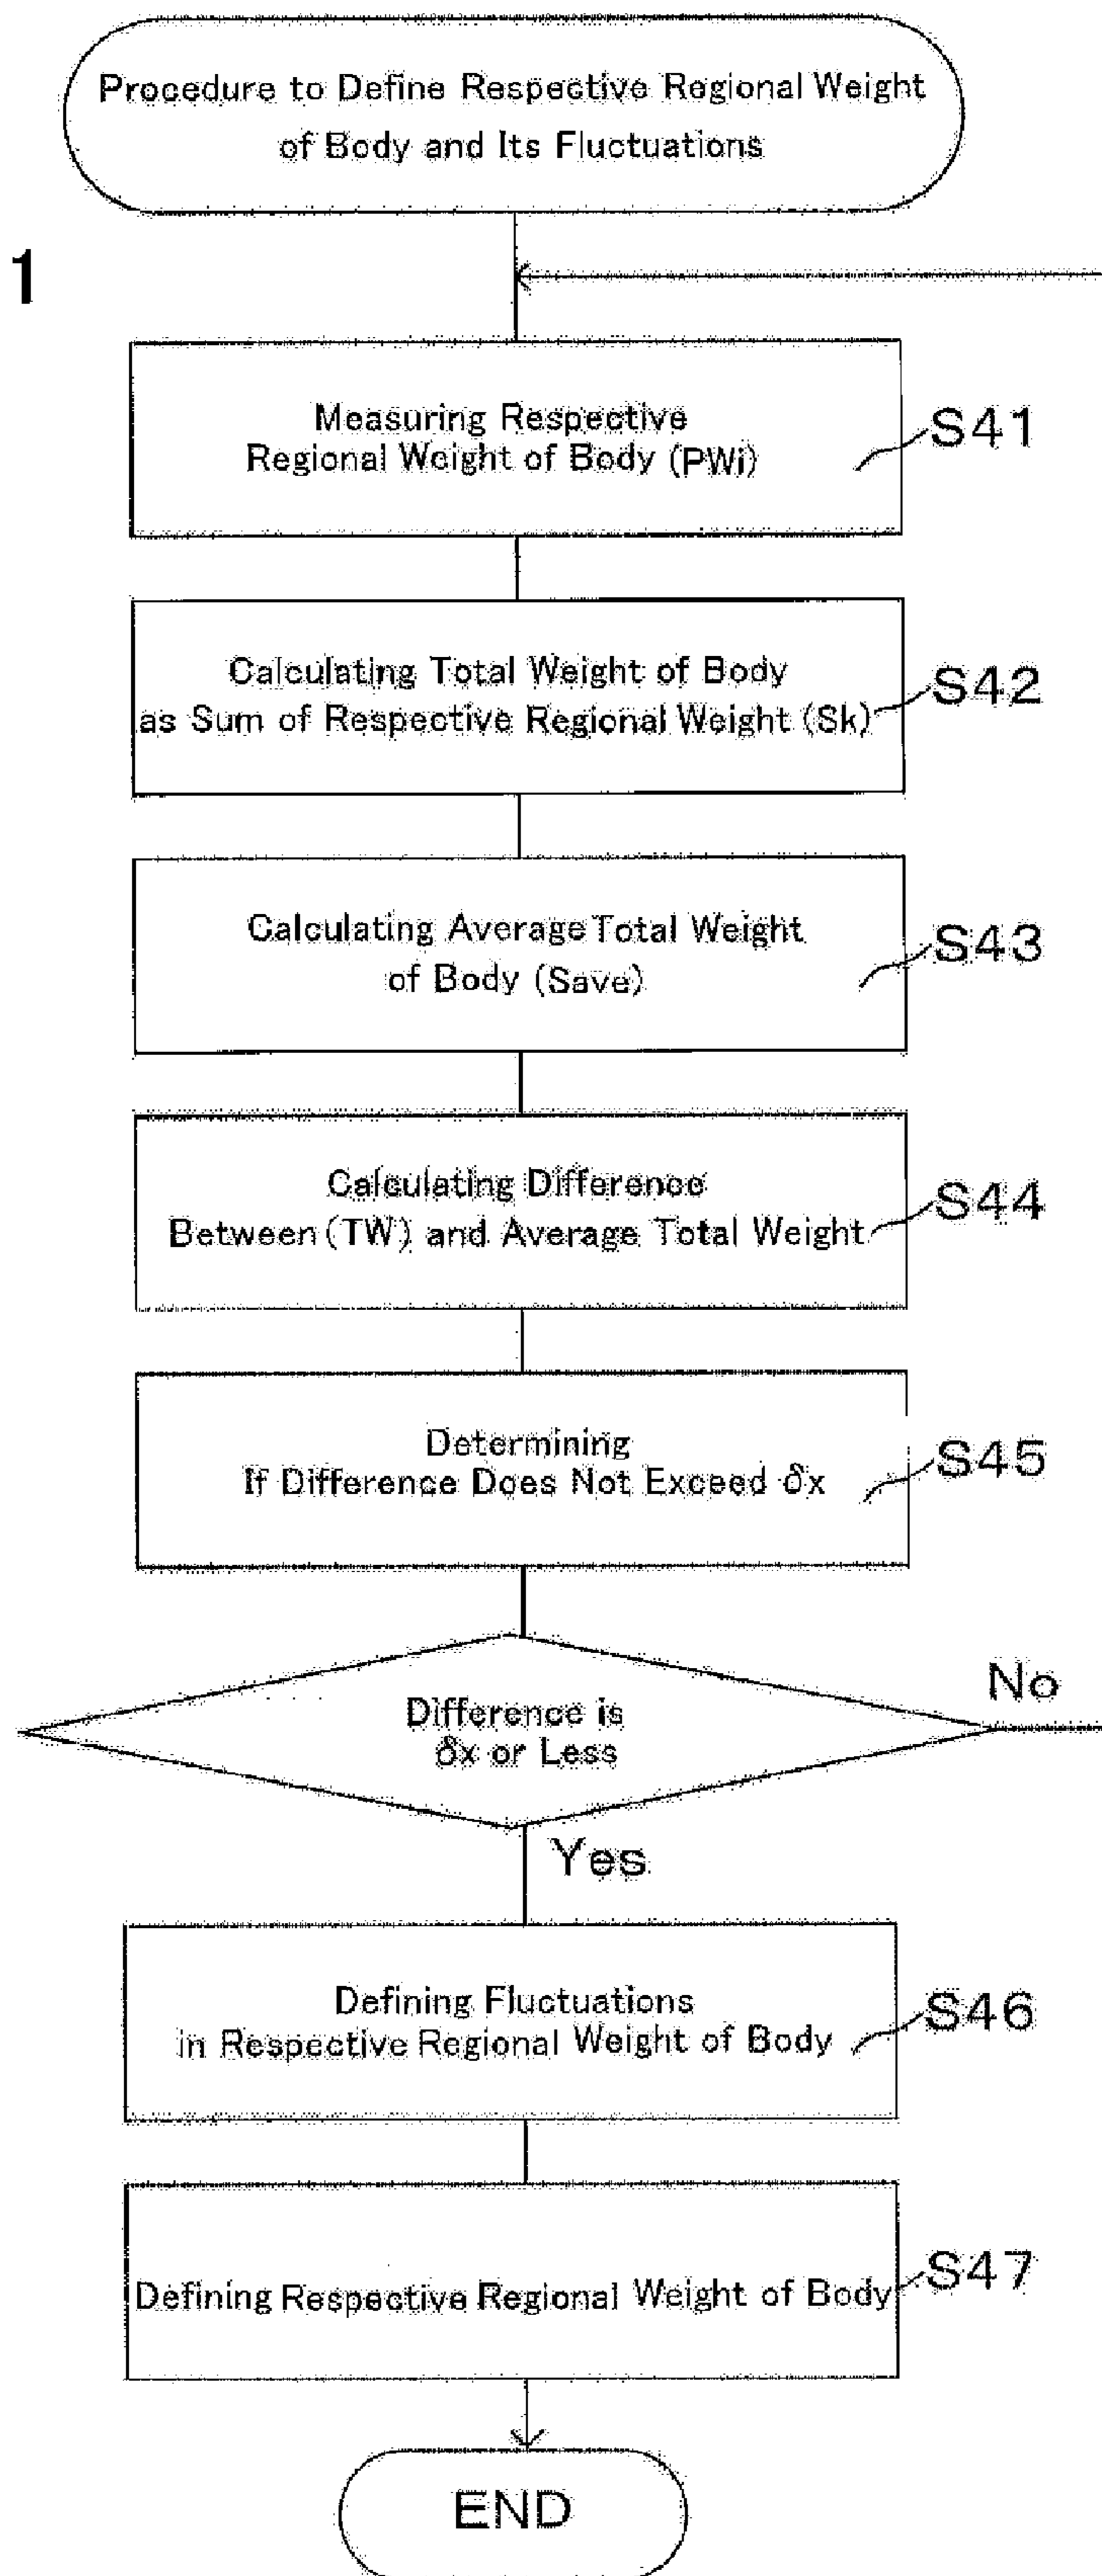 Procedure to Define Respective Regional Weight
of Body and Its Fluctuations
1
Measuring Respective
Regional Weight of Body (PWi)
S41
Calculating Total Weight of Body
as Sum of Respective Regional Weight (Sk)
S42
Calculating Average Total Weight
of Body (Save)
S43
Calculating Difference
Between (TW) and Average Total Weight
S44
Determining
If Difference Does Not Exceed δx
S45
Difference is
δx or Less
No
Yes
Defining Fluctuations
in Respective Regional Weight of Body
S46
Defining Respective Regional Weight of Body
S47
END